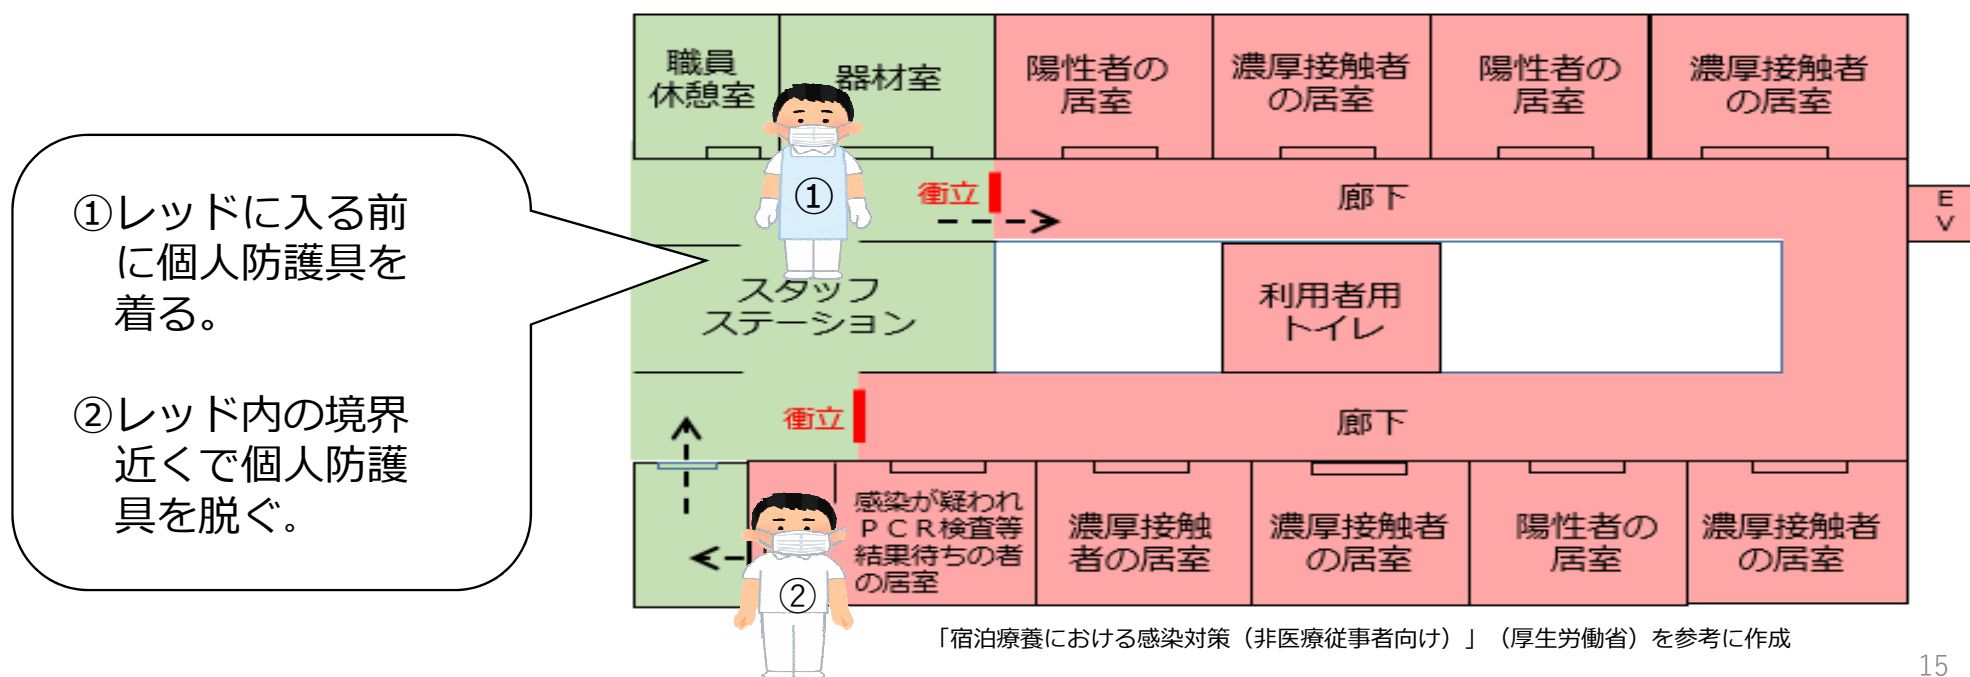 ①レッドに入る前
に個人防護具を
着る。
②レッド内の境界
近くで個人防護
具を脱ぐ。
職員
休憩室
器材室
陽性者の
居室
濃厚接触者
の居室
陽性者の
居室
濃厚接触者
の居室
①
衝立
廊下
E
V
スタッフ
ステーション
利用者用
トイレ
衝立
廊下
②
感染が疑われ
PCR検査等
結果待ちの者
の居室
濃厚接触
者の居室
濃厚接触者
の居室
陽性者の
居室
濃厚接触者
の居室
「宿泊療養における感染対策（非医療従事者向け）」（厚生労働省）を参考に作成
15